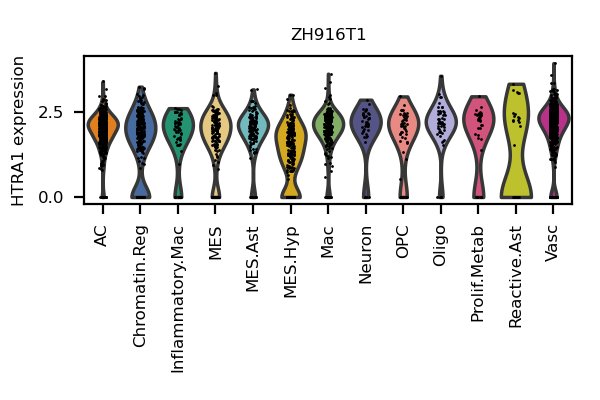 ZH916T1
HTRA1 expression
2.5
0.0
AC
Chromatin.Reg
Inflammatory.Mac
MES
MES.Ast
MES.Hyp
Mac
Neuron
OPC
Oligo
Prolif.Metab
Reactive.Ast
Vasc